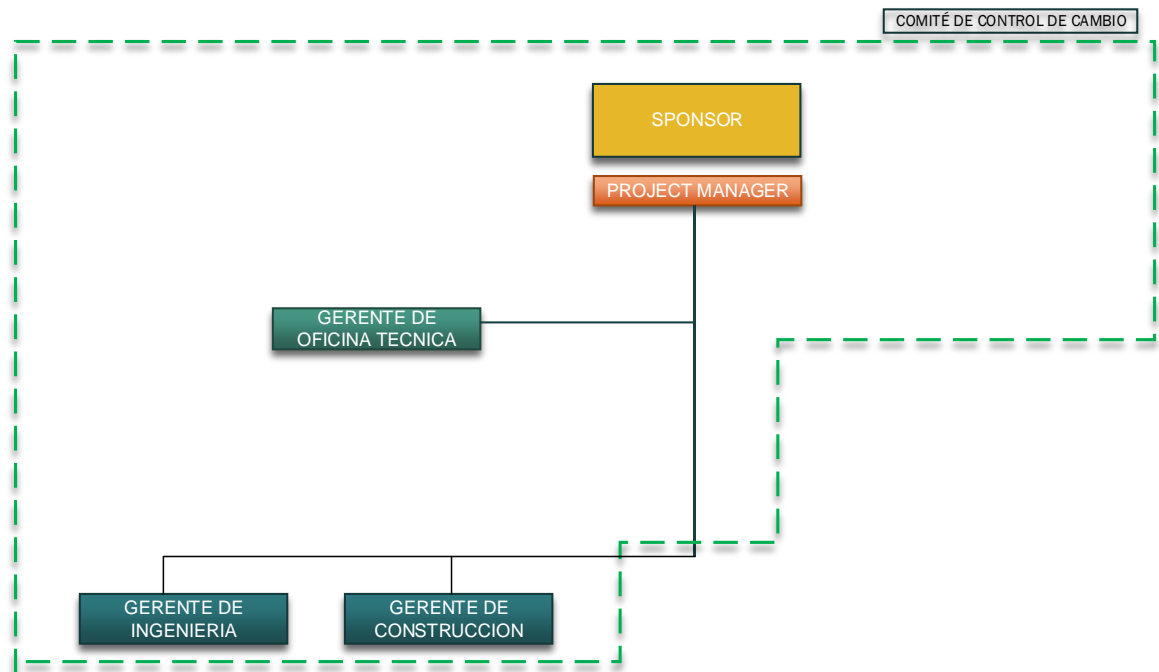 COMITÉ DE CONTROL DE CAMBIO
SPONSOR
PROJECT MANAGER
GERENTE DE
OFICINA TECNICA
GERENTE DE
INGENIERIA
GERENTE DE
CONSTRUCCION